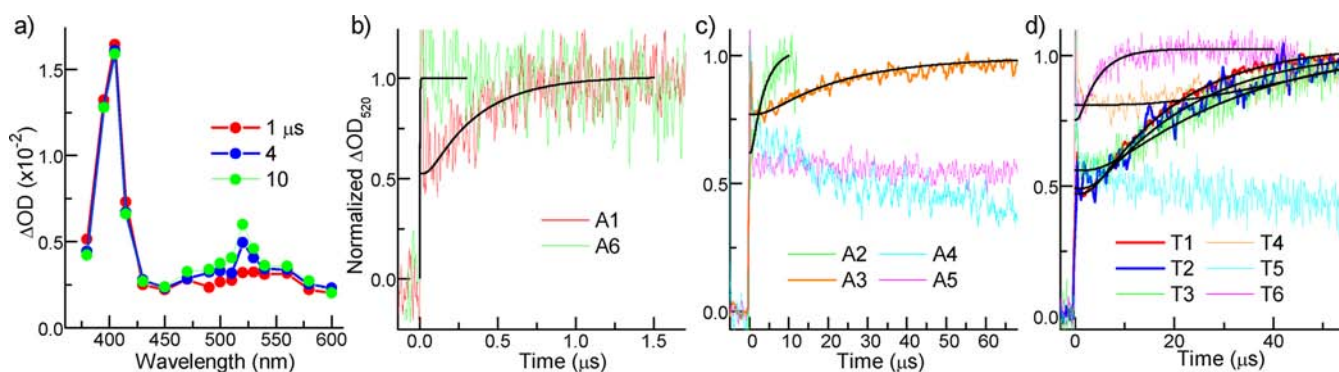 a)
ΔOD (x10⁻²)
1.5
1.0
0.5
0.0
1 μs
4
10
400 450 500 550 600
Wavelength (nm)
b)
Normalized ΔOD₅₂₀
1.0
0.5
0.0
A1
A6
0.0 0.5 1.0 1.5
Time (μs)
c)
1.0
0.5
0.0
A2 A4
A3 A5
0 10 20 30 40 50 60
Time (μs)
d)
1.0
0.5
0.0
T1 T4
T2 T5
T3 T6
0 20 40
Time (μs)